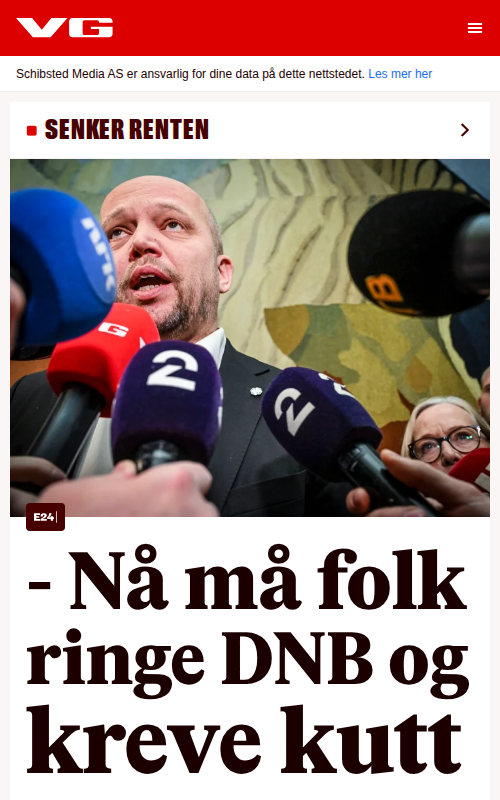 VG
Schibsted Media AS er ansvarlig for dine data på dette nettstedet. Les mer her
SENKER RENTEN
nrk
G
2
2
B
E24
- Nå må folk
ringe DNB og
kreve kutt